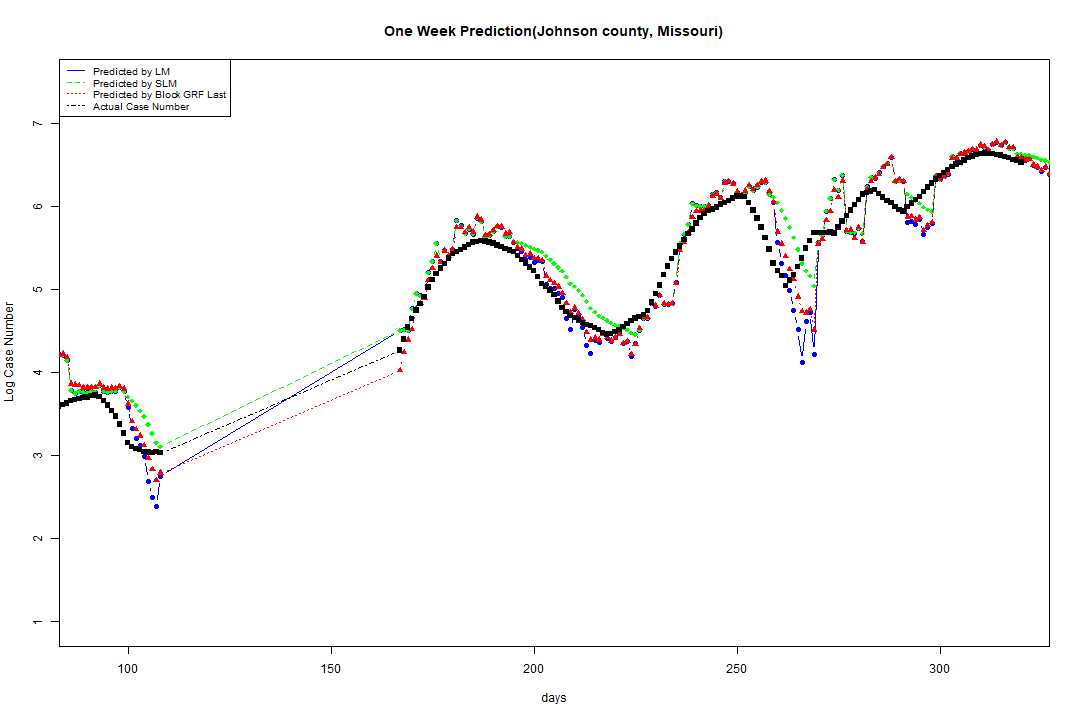 One Week Prediction(Johnson county, Missouri)
Predicted by LM
Predicted by SLM
Predicted by Block GRF Last
Actual Case Number
Log Case Number
7
6
5
4
3
2
1
100 150 200 250 300
days